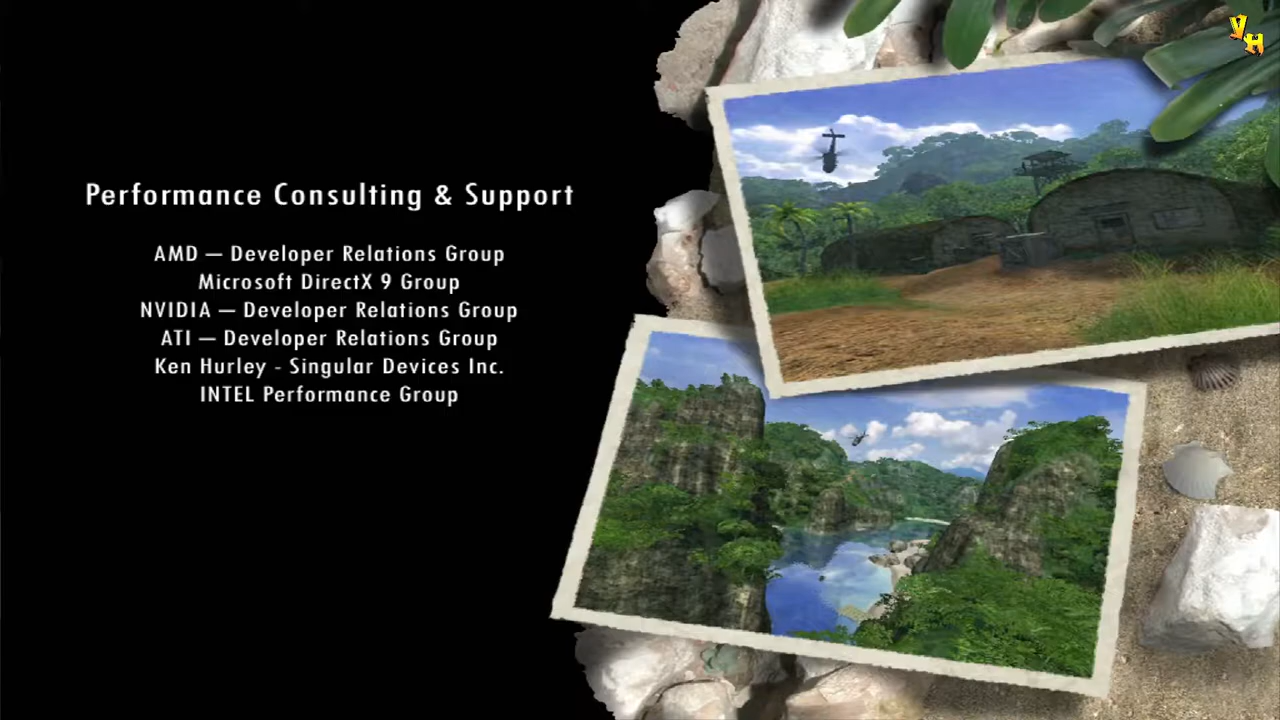 Performance Consulting & Support
AMD — Developer Relations Group
Microsoft DirectX 9 Group
NVIDIA — Developer Relations Group
ATI — Developer Relations Group
Ken Hurley - Singular Devices Inc.
INTEL Performance Group
YH